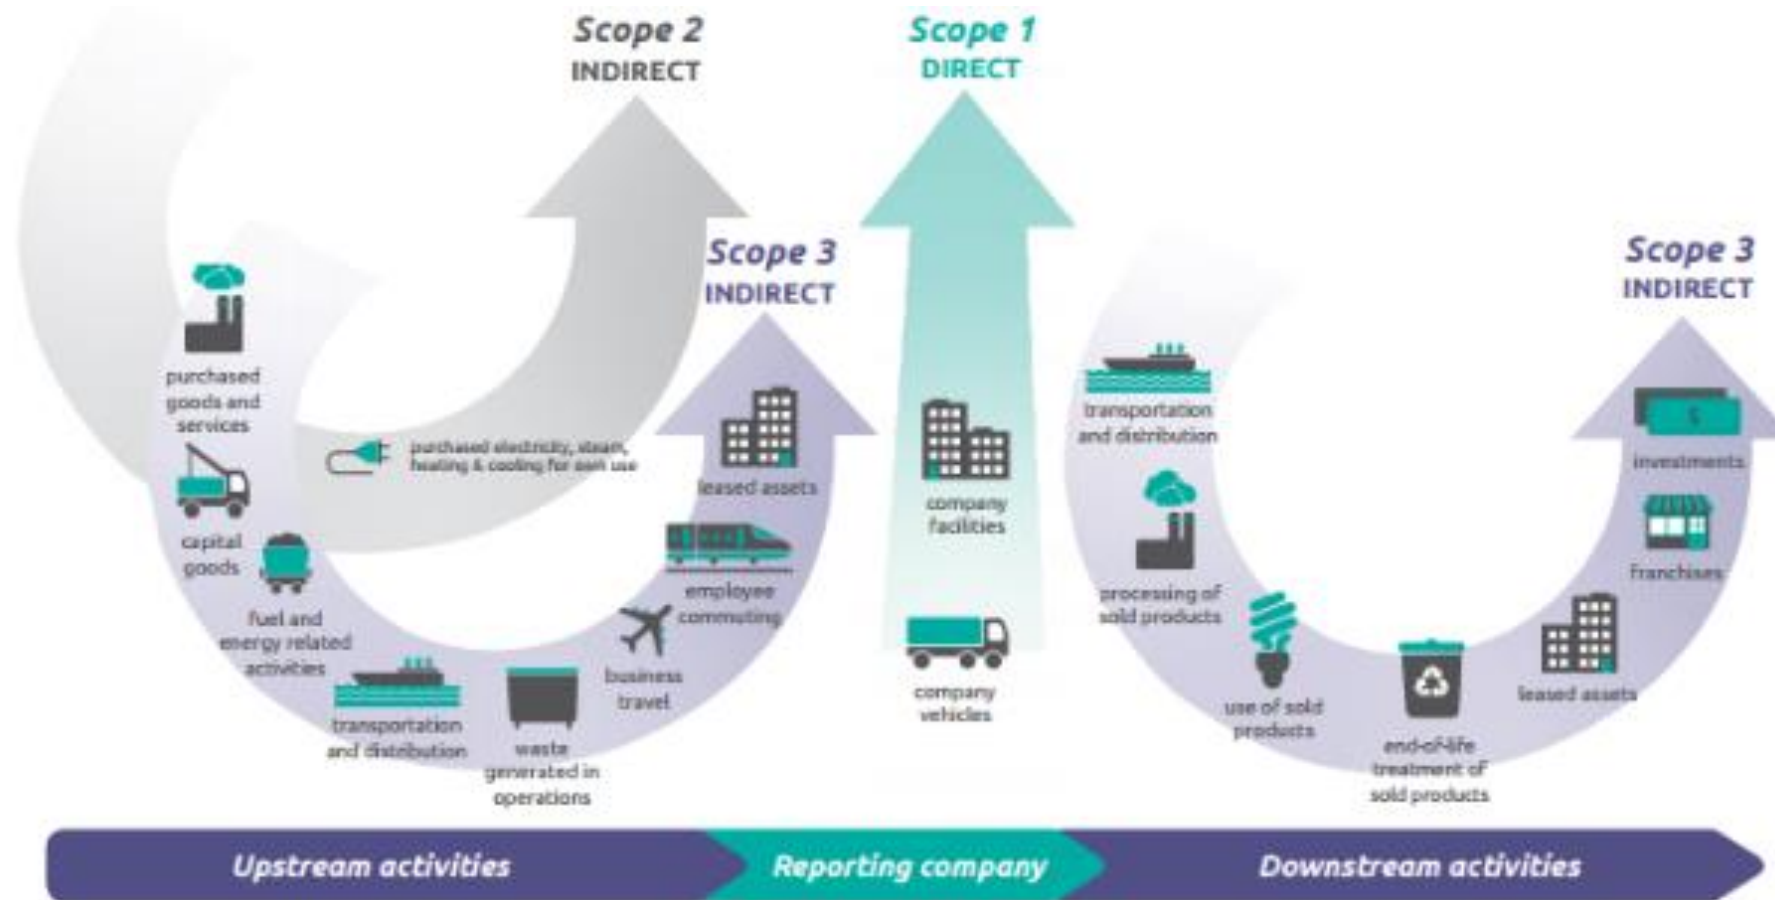 Scope 2
INDIRECT
Scope 1
DIRECT
Scope 3
INDIRECT
Scope 3
INDIRECT
purchased
goods and
services
capital
goods
fuel and
energy related
activities
transportation
and distribution
waste
generated in
operations
business
travel
employee
commuting
leased assets
purchased electricity, steam,
heating & cooling for own use
company
facilities
company
vehicles
transportation
and distribution
processing of
sold products
use of sold
products
end-of-life
treatment of
sold products
leased assets
franchises
investments
$
Upstream activities
Reporting company
Downstream activities